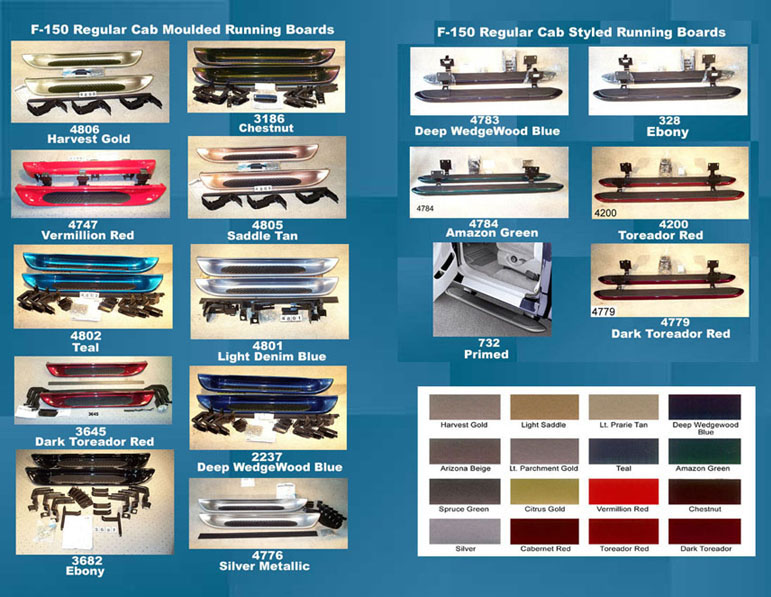 F-150 Regular Cab Moulded Running Boards
4806
Harvest Gold
3186
Chestnut
4747
Vermillion Red
4805
Saddle Tan
4802
Teal
4801
Light Denim Blue
3645
3645
Dark Toreador Red
2237
Deep WedgeWood Blue
3682
Ebony
4776
Silver Metallic
F-150 Regular Cab Styled Running Boards
4783
Deep WedgeWood Blue
328
Ebony
4784
4784
Amazon Green
4200
4200
Toreador Red
732
Primed
4779
4779
Dark Toreador Red
Harvest Gold
Light Saddle
Lt. Prarie Tan
Deep Wedgewood
Blue
Arizona Beige
Lt. Parchment Gold
Teal
Amazon Green
Spruce Green
Citrus Gold
Vermillion Red
Chestnut
Silver
Cabernet Red
Toreador Red
Dark Toreador